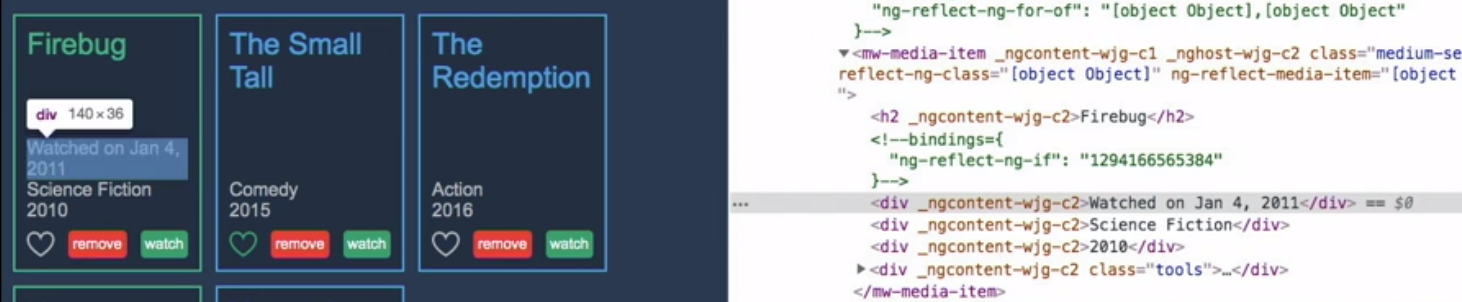 Firebug
div 140×36
Watched on Jan 4,
2011
Science Fiction
2010
remove watch
The Small
Tall
Comedy
2015
remove watch
The
Redemption
Action
2016
remove watch
"ng-reflect-ng-for-of": "[object Object],[object Object"
}-->
▼<mw-media-item _ngcontent-wjg-c1 _nghost-wjg-c2 class="medium-se
reflect-ng-class="[object Object]" ng-reflect-media-item="[object
">
<h2 _ngcontent-wjg-c2>Firebug</h2>
<!--bindings={
"ng-reflect-ng-if": "1294166565384"
}-->
… <div _ngcontent-wjg-c2>Watched on Jan 4, 2011</div> == $0
<div _ngcontent-wjg-c2>Science Fiction</div>
<div _ngcontent-wjg-c2>2010</div>
▶<div _ngcontent-wjg-c2 class="tools">…</div>
</mw-media-item>